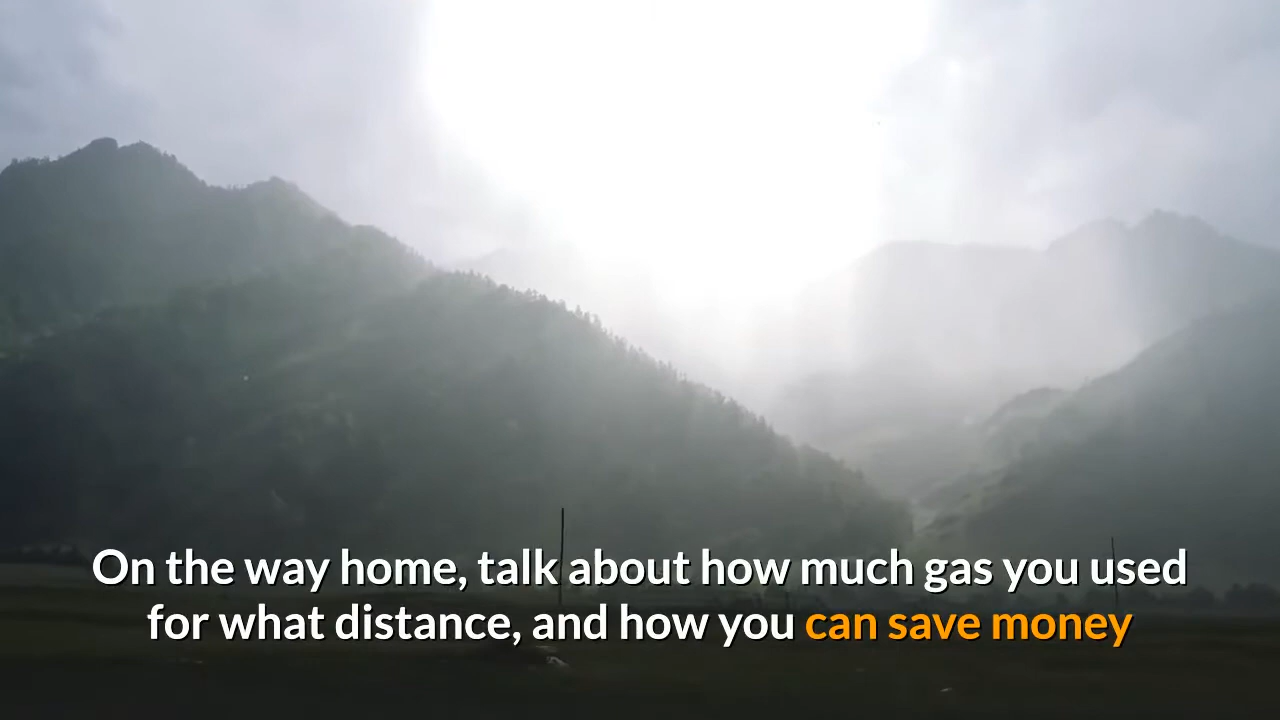 On the way home, talk about how much gas you used
for what distance, and how you can save money